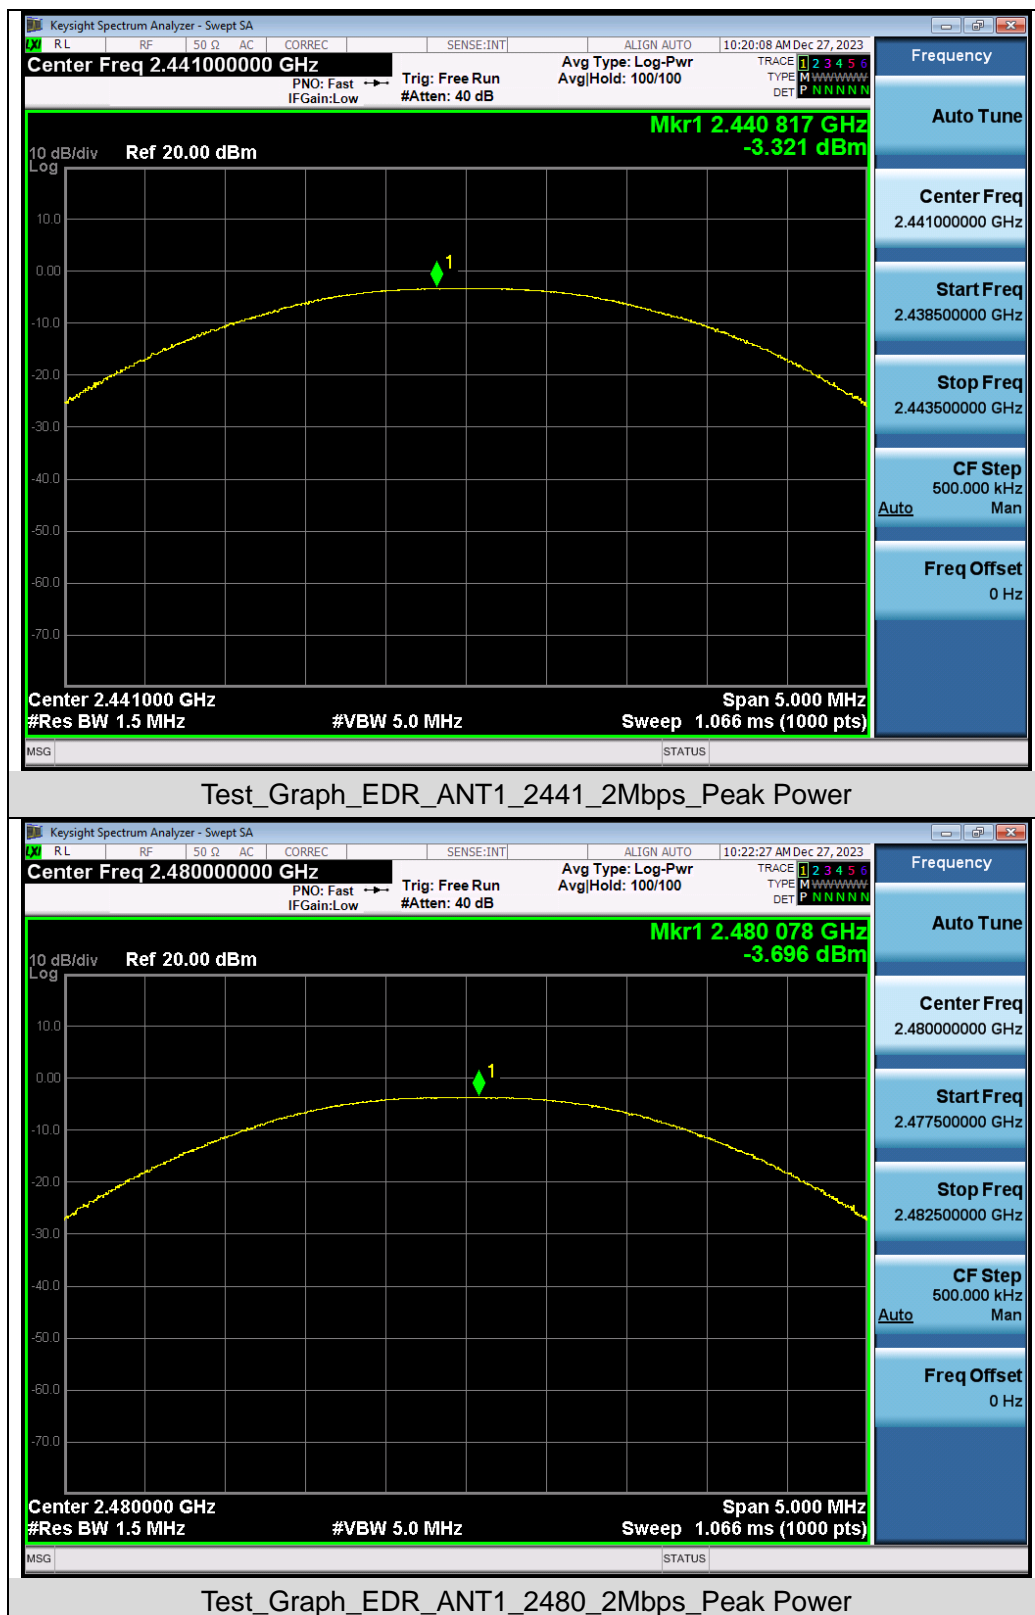 Keysight Spectrum Analyzer - Swept SA
LXI RL RF 50 Ω AC CORREC SENSE:INT ALIGN AUTO 10:20:08 AM Dec 27, 2023
Center Freq 2.441000000 GHz
PNO: Fast
IFGain:Low
Trig: Free Run
#Atten: 40 dB
Avg Type: Log-Pwr
Avg|Hold: 100/100
TRACE 1 2 3 4 5 6
TYPE M WWWWW
DET P N N N N N
Mkr1 2.440 817 GHz
-3.321 dBm
10 dB/div Ref 20.00 dBm
Log
10.0
0.00
-10.0
-20.0
-30.0
-40.0
-50.0
-60.0
-70.0
1
Center 2.441000 GHz Span 5.000 MHz
#Res BW 1.5 MHz #VBW 5.0 MHz Sweep 1.066 ms (1000 pts)
MSG STATUS
Frequency
Auto Tune
Center Freq
2.441000000 GHz
Start Freq
2.438500000 GHz
Stop Freq
2.443500000 GHz
CF Step
500.000 kHz
Auto Man
Freq Offset
0 Hz
Test_Graph_EDR_ANT1_2441_2Mbps_Peak Power
Keysight Spectrum Analyzer - Swept SA
LXI RL RF 50 Ω AC CORREC SENSE:INT ALIGN AUTO 10:22:27 AM Dec 27, 2023
Center Freq 2.480000000 GHz
PNO: Fast
IFGain:Low
Trig: Free Run
#Atten: 40 dB
Avg Type: Log-Pwr
Avg|Hold: 100/100
TRACE 1 2 3 4 5 6
TYPE M WWWWW
DET P N N N N N
Mkr1 2.480 078 GHz
-3.696 dBm
10 dB/div Ref 20.00 dBm
Log
10.0
0.00
-10.0
-20.0
-30.0
-40.0
-50.0
-60.0
-70.0
1
Center 2.480000 GHz Span 5.000 MHz
#Res BW 1.5 MHz #VBW 5.0 MHz Sweep 1.066 ms (1000 pts)
MSG STATUS
Frequency
Auto Tune
Center Freq
2.480000000 GHz
Start Freq
2.477500000 GHz
Stop Freq
2.482500000 GHz
CF Step
500.000 kHz
Auto Man
Freq Offset
0 Hz
Test_Graph_EDR_ANT1_2480_2Mbps_Peak Power